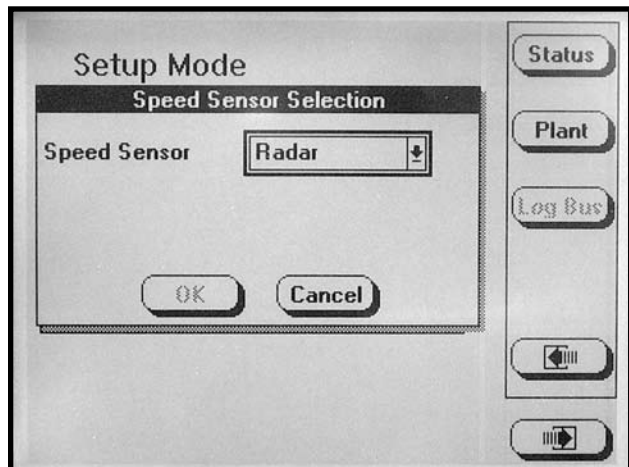 Setup Mode
Speed Sensor Selection
Speed Sensor
Radar
OK
Cancel
Status
Plant
Log Bus